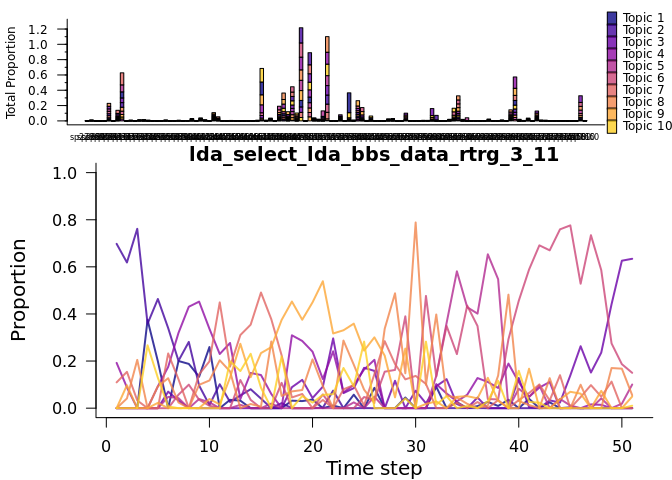 Total Proportion
1.2
1.0
0.8
0.6
0.4
0.2
0.0
Topic 1
Topic 2
Topic 3
Topic 4
Topic 5
Topic 6
Topic 7
Topic 8
Topic 9
Topic 10
lda_select_lda_bbs_data_rtrg_3_11
Proportion
1.0
0.8
0.6
0.4
0.2
0.0
0 10 20 30 40 50
Time step